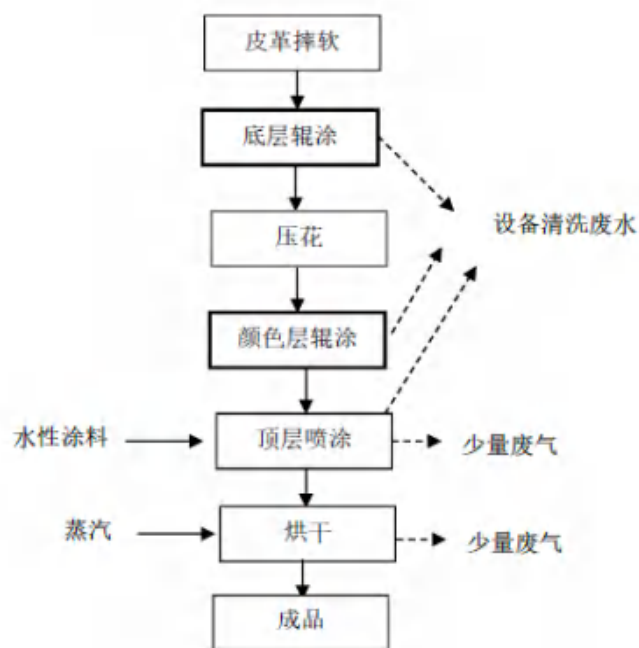 皮革摔软
底层辊涂
设备清洗废水
压花
颜色层辊涂
水性涂料
顶层喷涂
少量废气
蒸汽
烘干
少量废气
成品